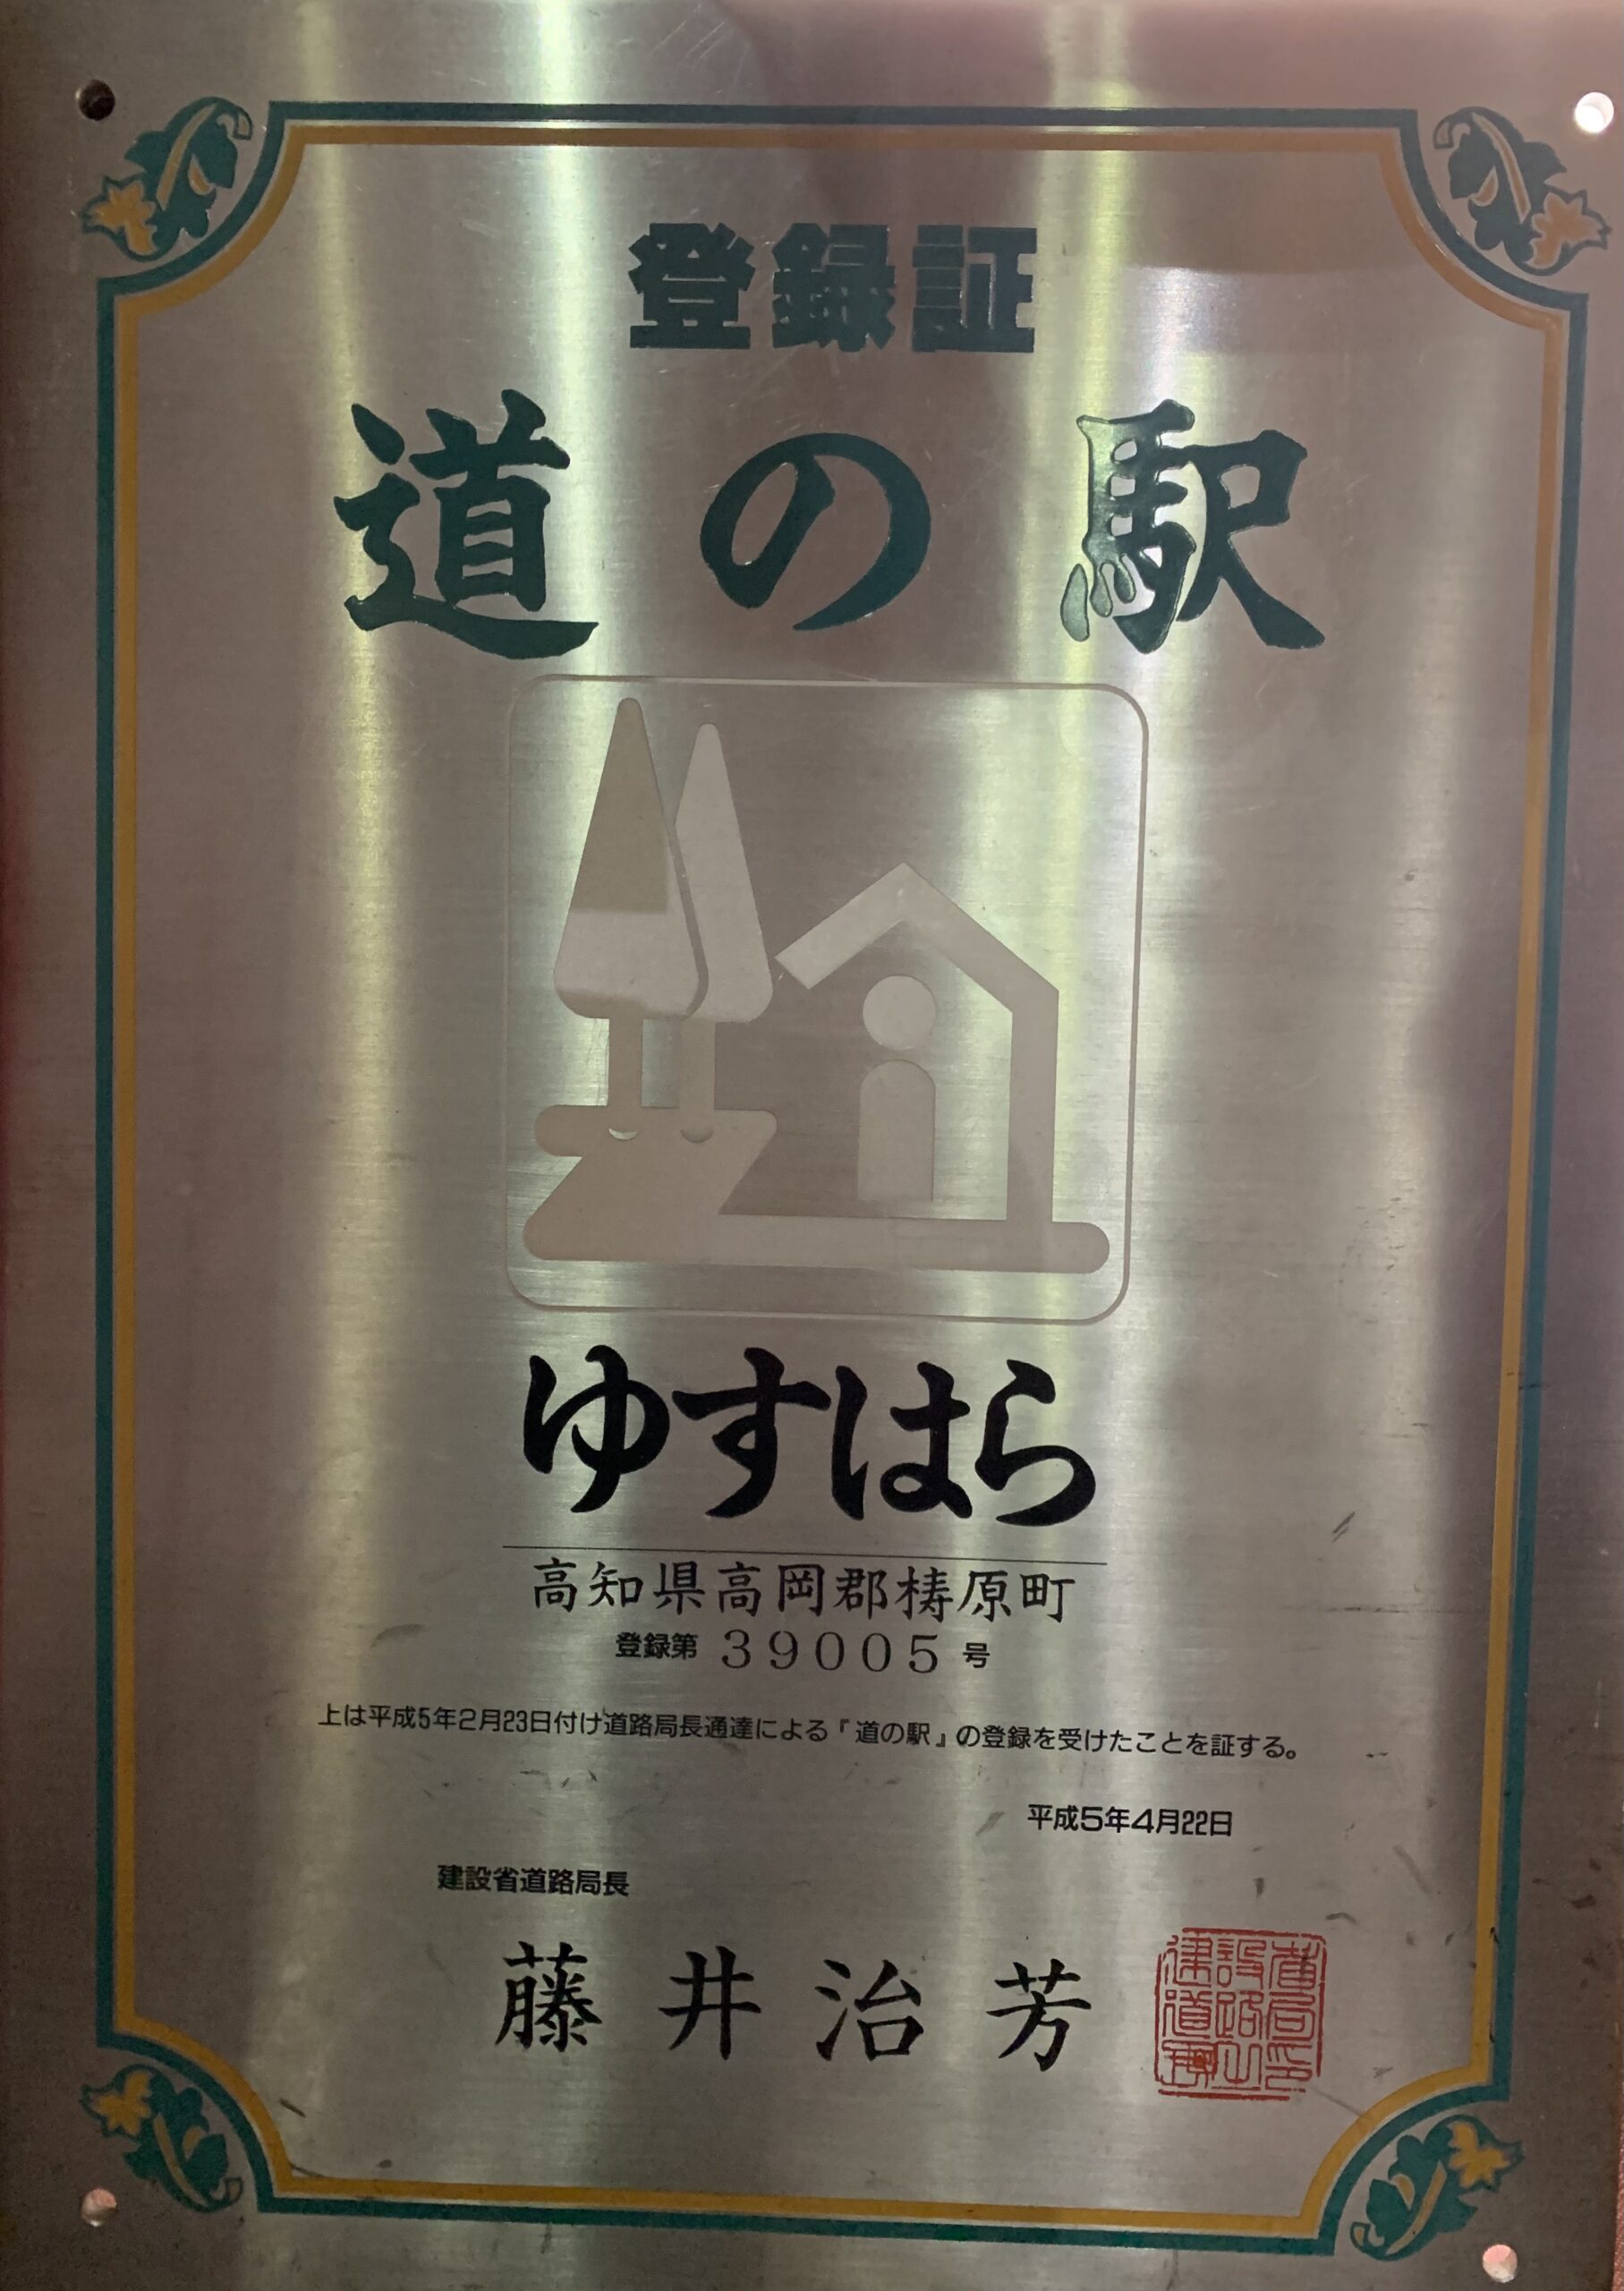 登録証
道の駅
ゆすはら
高知県高岡郡梼原町
登録第 39005 号
上は平成5年2月23日付け道路局長通達による『道の駅』の登録を受けたことを証する。
平成5年4月22日
建設省道路局長
藤井治芳